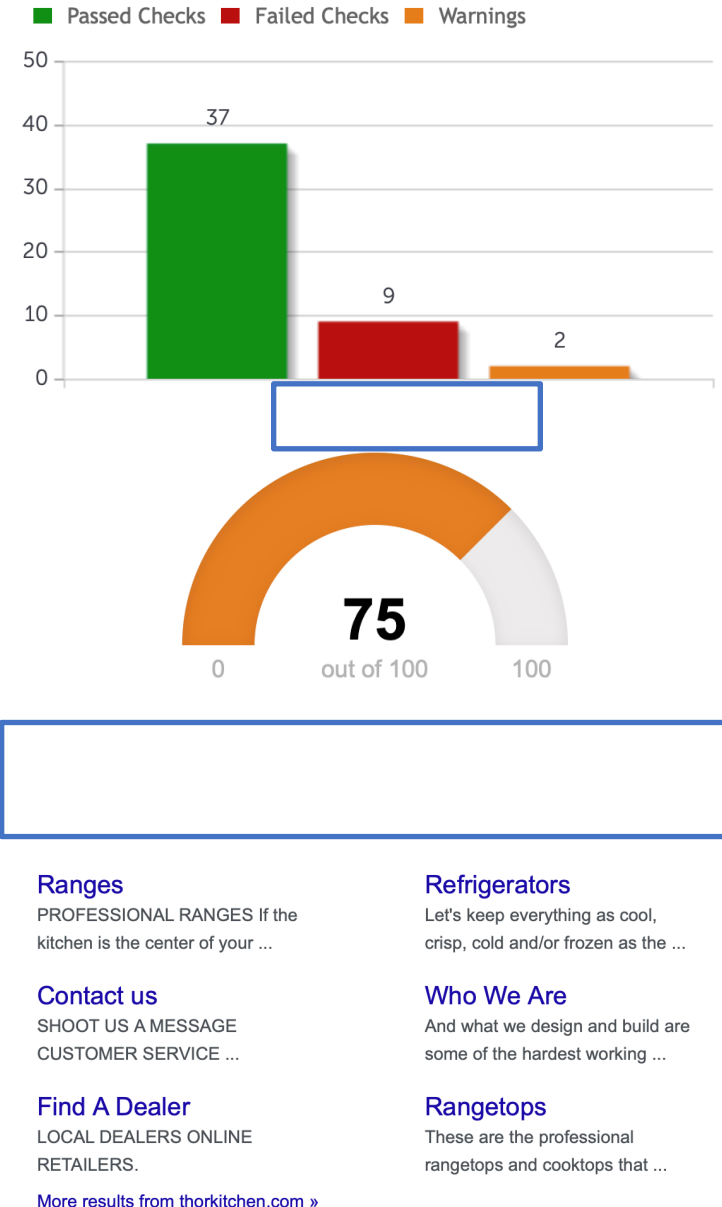 Passed Checks Failed Checks Warnings
50
40
30
20
10
0
37
9
2
75
0 out of 100 100
Ranges
PROFESSIONAL RANGES If the
kitchen is the center of your ...
Refrigerators
Let's keep everything as cool,
crisp, cold and/or frozen as the ...
Contact us
SHOOT US A MESSAGE
CUSTOMER SERVICE ...
Who We Are
And what we design and build are
some of the hardest working ...
Find A Dealer
LOCAL DEALERS ONLINE
RETAILERS.
Rangetops
These are the professional
rangetops and cooktops that ...
More results from thorkitchen.com »